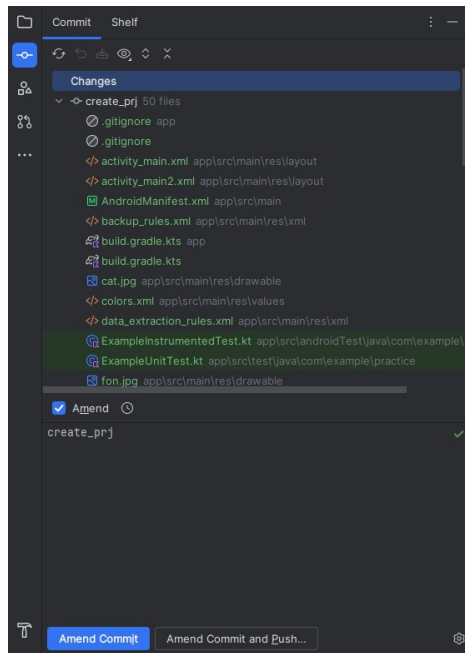 Commit Shelf
Changes
create_prj 50 files
.gitignore app
.gitignore
activity_main.xml app\src\main\res\layout
activity_main2.xml app\src\main\res\layout
AndroidManifest.xml app\src\main
backup_rules.xml app\src\main\res\xml
build.gradle.kts app
build.gradle.kts
cat.jpg app\src\main\res\drawable
colors.xml app\src\main\res\values
data_extraction_rules.xml app\src\main\res\xml
ExampleInstrumentedTest.kt app\src\androidTest\java\com\example\
ExampleUnitTest.kt app\src\test\java\com\example\practice
fon.jpg app\src\main\res\drawable
Amend
create_prj
Amend Commit Amend Commit and Push...